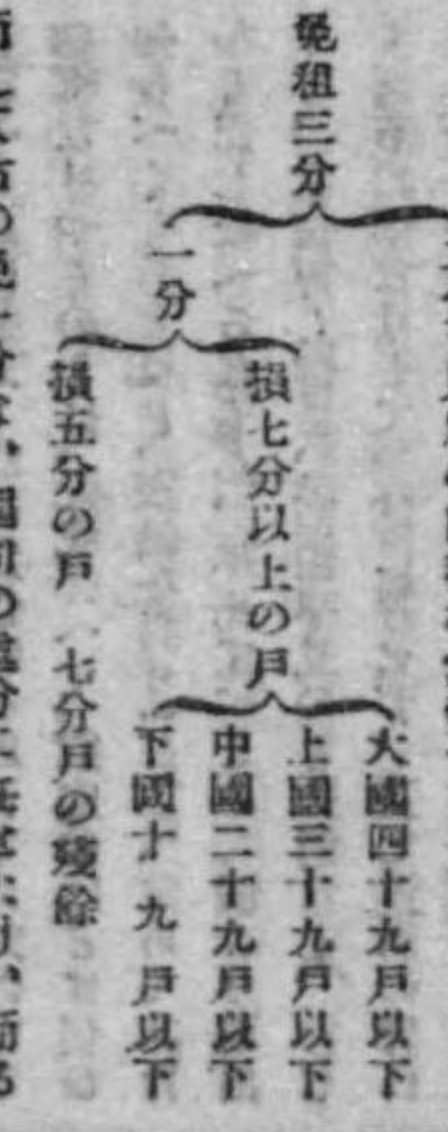 免租三分
一分
損七分以上の戸
大國四十九戸以下
上國三十九戸以下
中國二十九戸以下
下國十九戸以下
損五分の戸 七分戸の殘餘